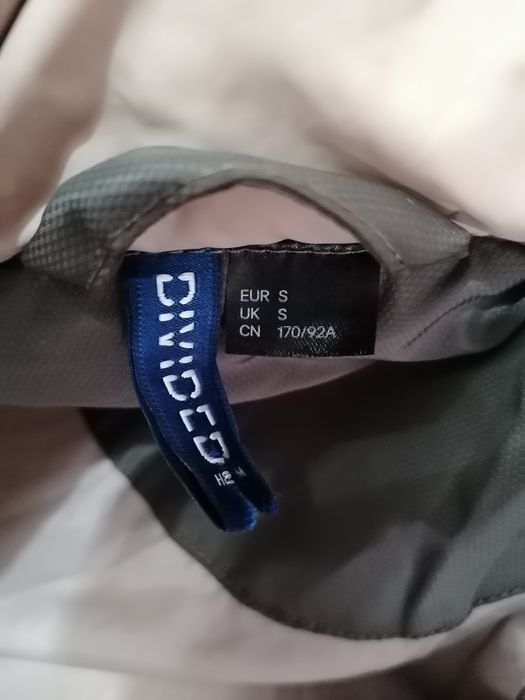 DIVIDED
H&M
EUR S
UK S
CN 170/92A